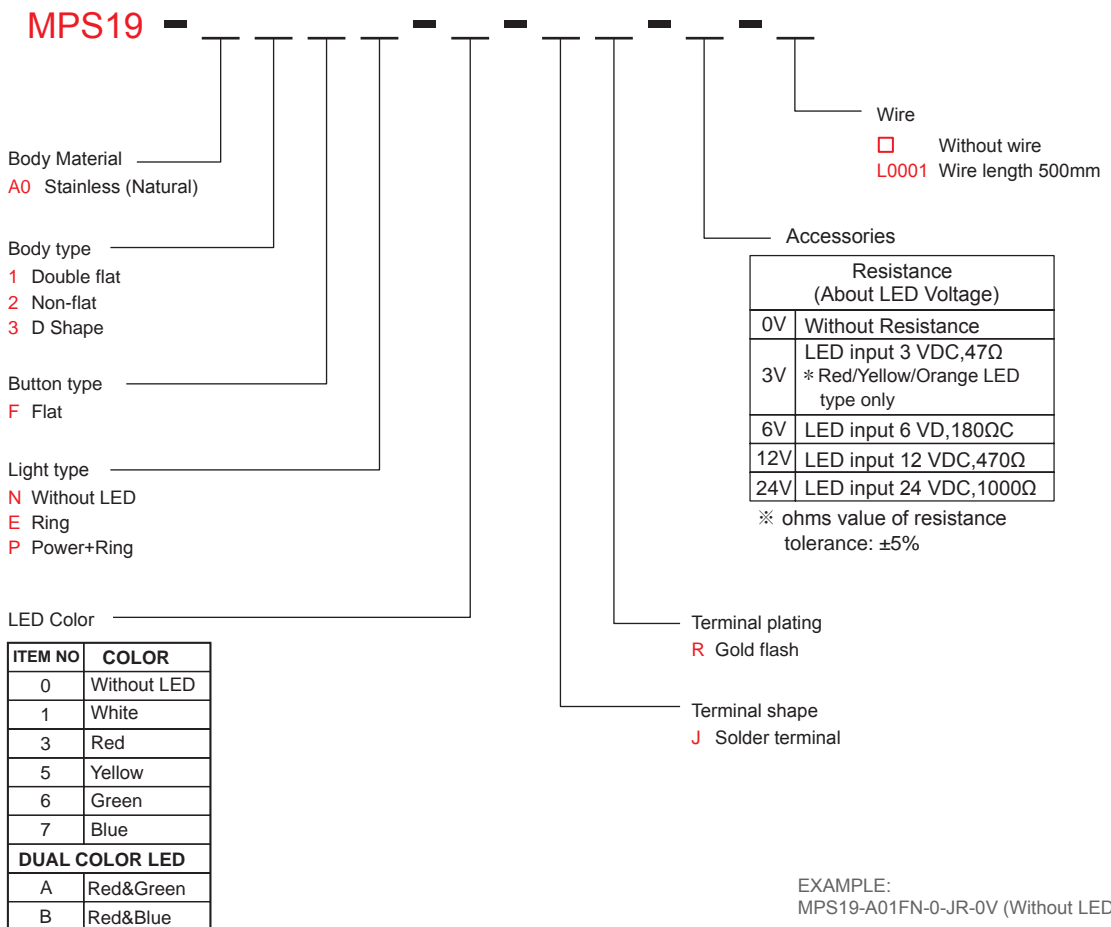 MPS19
Wire
□ Without wire
L0001 Wire length 500mm
Body Material
A0 Stainless (Natural)
Body type
1 Double flat
2 Non-flat
3 D Shape
Button type
F Flat
Light type
N Without LED
E Ring
P Power+Ring
LED Color
ITEM NO COLOR
0 Without LED
1 White
3 Red
5 Yellow
6 Green
7 Blue
DUAL COLOR LED
A Red&Green
B Red&Blue
Accessories
Resistance
(About LED Voltage)
0V Without Resistance
3V LED input 3 VDC,47Ω
＊Red/Yellow/Orange LED
type only
6V LED input 6 VD,180ΩC
12V LED input 12 VDC,470Ω
24V LED input 24 VDC,1000Ω
※ ohms value of resistance
tolerance: ±5%
Terminal plating
R Gold flash
Terminal shape
J Solder terminal
EXAMPLE:
MPS19-A01FN-0-JR-0V (Without LED